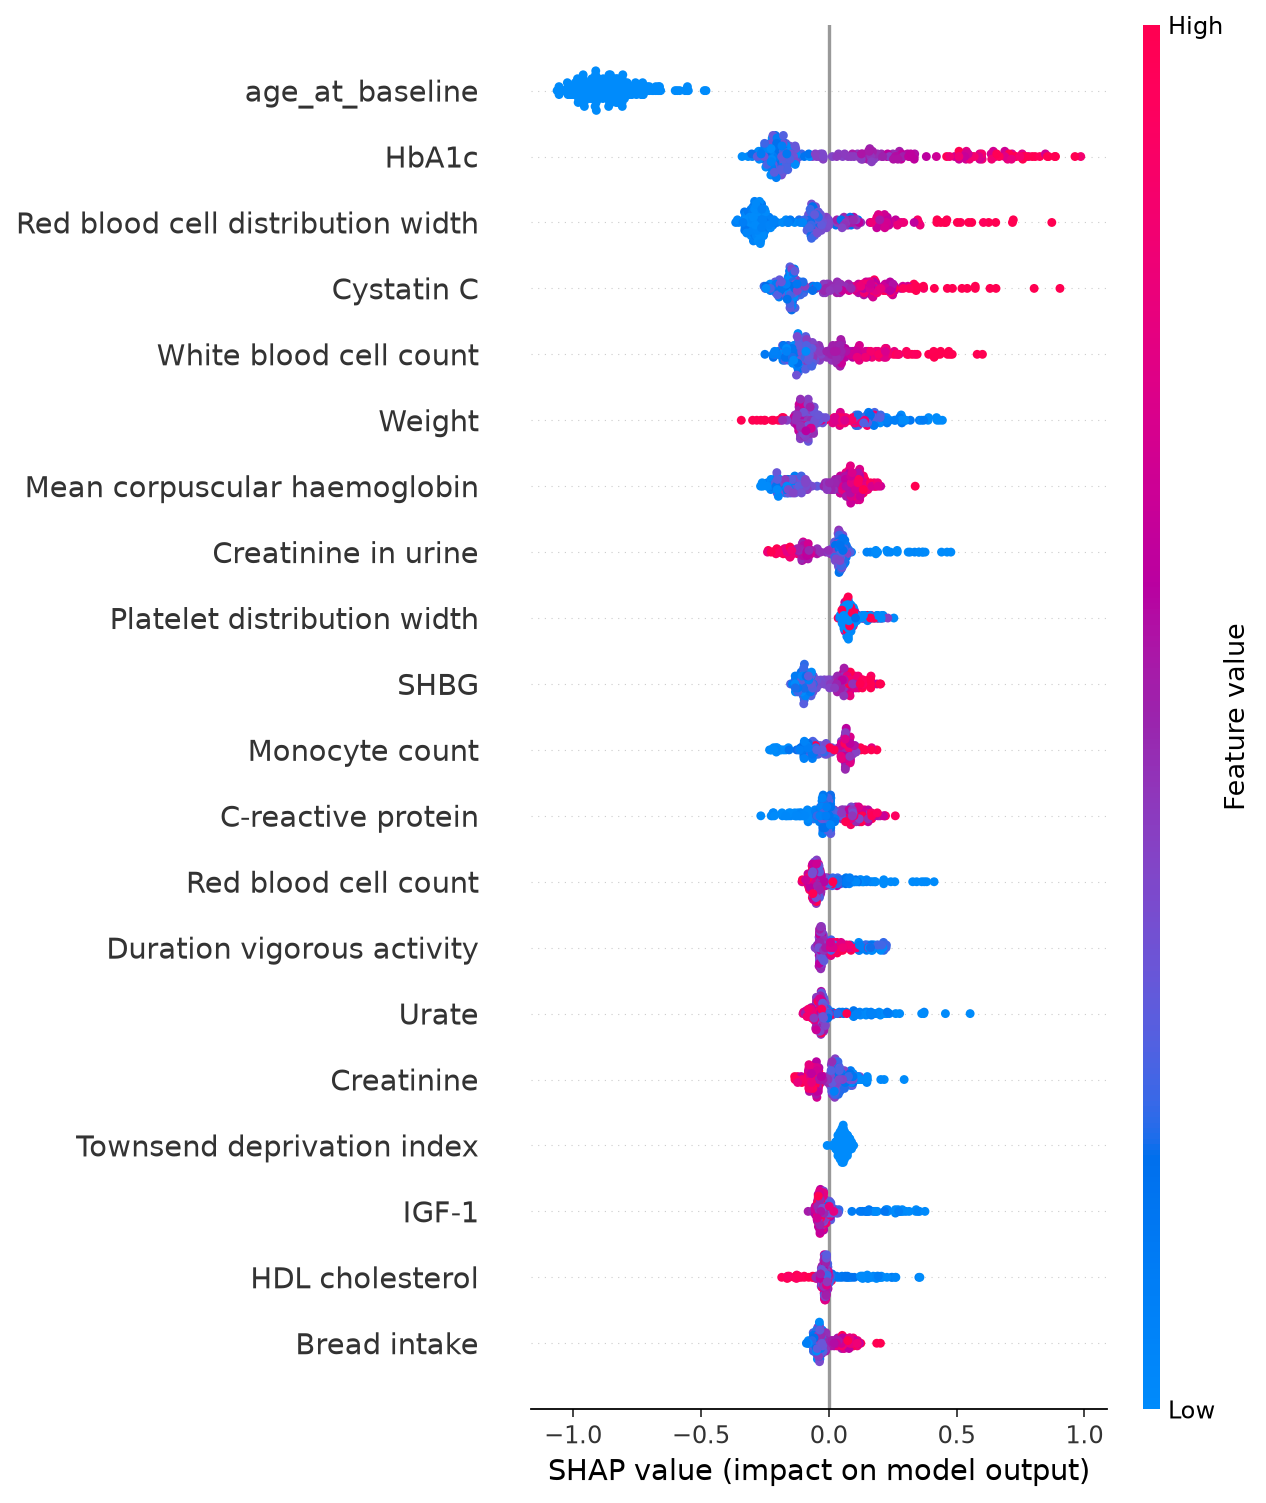 High
age_at_baseline
HbA1c
Red blood cell distribution width
Cystatin C
White blood cell count
Weight
Mean corpuscular haemoglobin
Creatinine in urine
Platelet distribution width
SHBG
Monocyte count
C-reactive protein
Red blood cell count
Duration vigorous activity
Urate
Creatinine
Townsend deprivation index
IGF-1
HDL cholesterol
Bread intake
Feature value
Low
−1.0 −0.5 0.0 0.5 1.0
SHAP value (impact on model output)